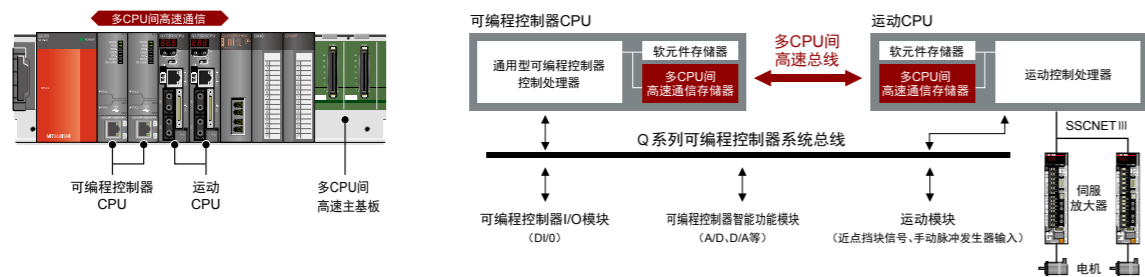 多CPU间高速通信
MITSUBISHI
可编程控制器
CPU
运动
CPU
多CPU间
高速主基板
可编程控制器CPU
通用型可编程控制器
控制处理器
软元件存储器
多CPU间
高速通信存储器
多CPU间
高速总线
运动CPU
软元件存储器
多CPU间
高速通信存储器
运动控制处理器
Q系列可编程控制器系统总线
SSCNETⅢ
可编程控制器I/O模块
（DI/0）
可编程控制器智能功能模块
（A/D、D/A等）
运动模块
（近点挡块信号、手动脉冲发生器输入）
伺服
放大器
电机